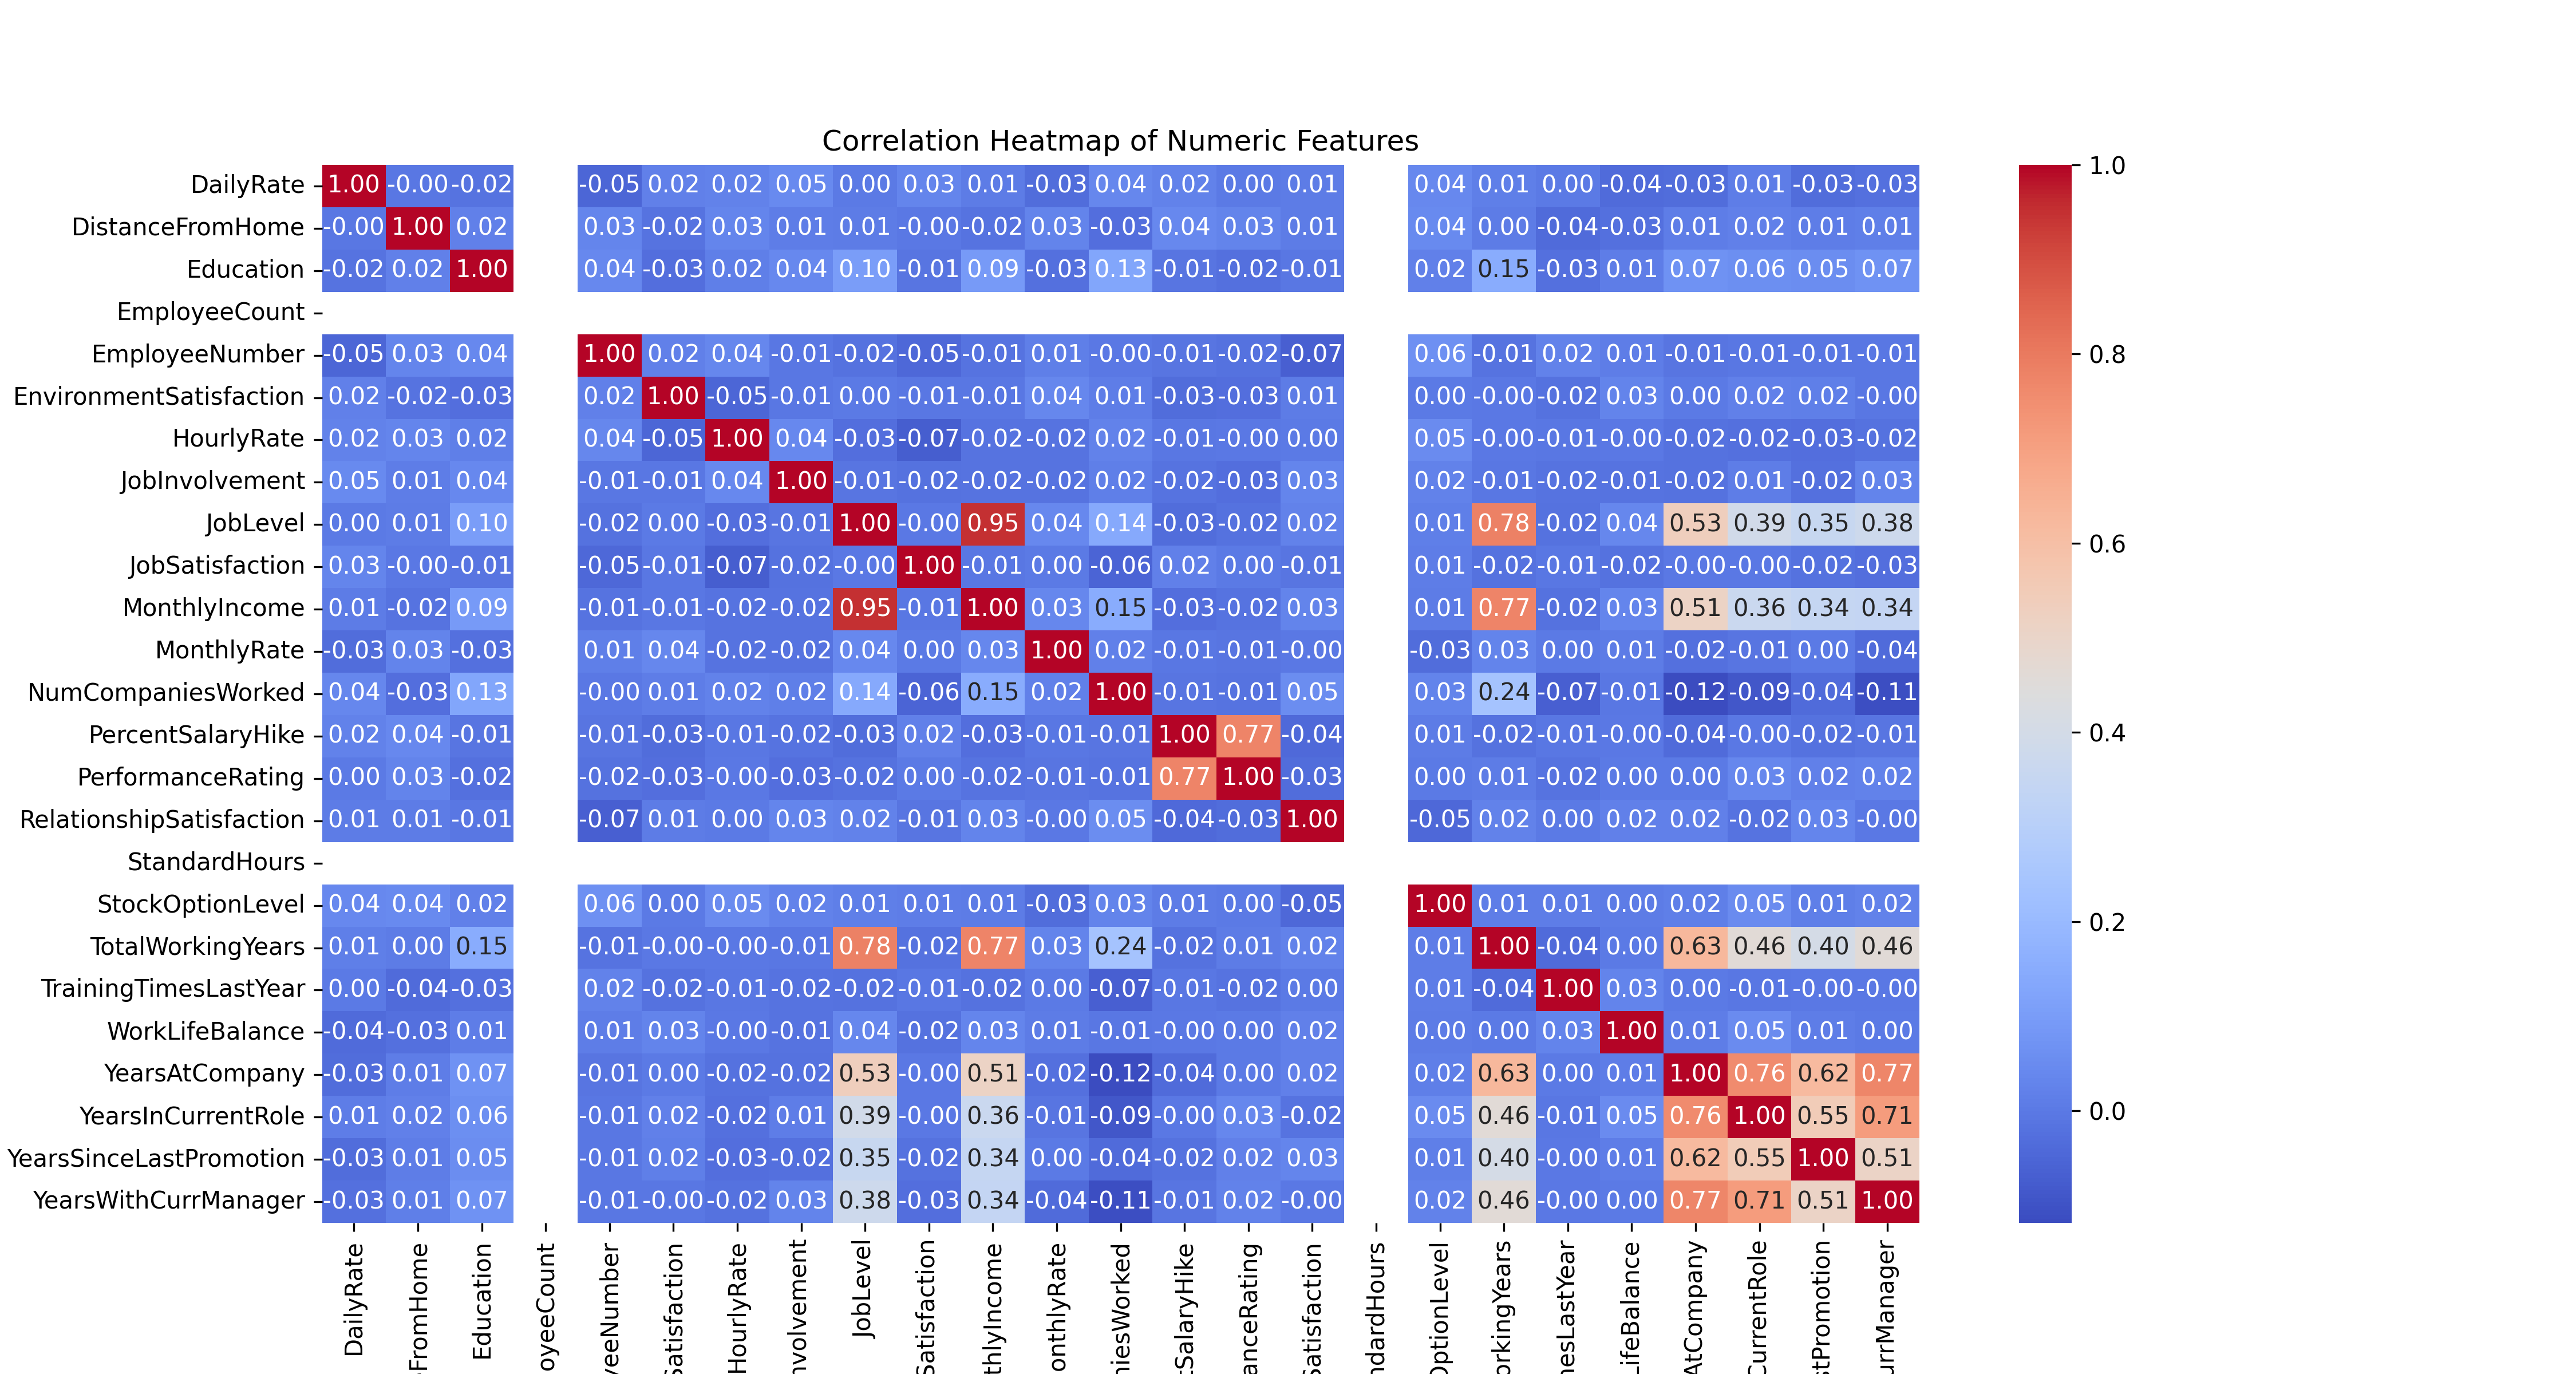 Correlation Heatmap of Numeric Features
DailyRate 1.00 -0.00 -0.02 -0.05 0.02 0.02 0.05 0.00 0.03 0.01 -0.03 0.04 0.02 0.00 0.01 0.04 0.01 0.00 -0.04 -0.03 0.01 -0.03 -0.03
DistanceFromHome -0.00 1.00 0.02 0.03 -0.02 0.03 0.01 0.01 -0.00 -0.02 0.03 -0.03 0.04 0.03 0.01 0.04 0.00 -0.04 -0.03 0.01 0.02 0.01 0.01
Education -0.02 0.02 1.00 0.04 -0.03 0.02 0.04 0.10 -0.01 0.09 -0.03 0.13 -0.01 -0.02 -0.01 0.02 0.15 -0.03 0.01 0.07 0.06 0.05 0.07
EmployeeCount
EmployeeNumber -0.05 0.03 0.04 1.00 0.02 0.04 -0.01 -0.02 -0.05 -0.01 0.01 -0.00 -0.01 -0.02 -0.07 0.06 -0.01 0.02 0.01 -0.01 -0.01 -0.01 -0.01
EnvironmentSatisfaction 0.02 -0.02 -0.03 0.02 1.00 -0.05 -0.01 0.00 -0.01 -0.01 0.04 0.01 -0.03 -0.03 0.01 0.00 -0.00 -0.02 0.03 0.00 0.02 0.02 -0.00
HourlyRate 0.02 0.03 0.02 0.04 -0.05 1.00 0.04 -0.03 -0.07 -0.02 -0.02 0.02 -0.01 -0.00 0.00 0.05 -0.00 -0.01 -0.00 -0.02 -0.02 -0.03 -0.02
JobInvolvement 0.05 0.01 0.04 -0.01 -0.01 0.04 1.00 -0.01 -0.02 -0.02 -0.02 0.02 -0.02 -0.03 0.03 0.02 -0.01 -0.02 -0.01 -0.02 0.01 -0.02 0.03
JobLevel 0.00 0.01 0.10 -0.02 0.00 -0.03 -0.01 1.00 -0.00 0.95 0.04 0.14 -0.03 -0.02 0.02 0.01 0.78 -0.02 0.04 0.53 0.39 0.35 0.38
JobSatisfaction 0.03 -0.00 -0.01 -0.05 -0.01 -0.07 -0.02 -0.00 1.00 -0.01 0.00 -0.06 0.02 0.00 -0.01 0.01 -0.02 -0.01 -0.02 -0.00 -0.00 -0.02 -0.03
MonthlyIncome 0.01 -0.02 0.09 -0.01 -0.01 -0.02 -0.02 0.95 -0.01 1.00 0.03 0.15 -0.03 -0.02 0.03 0.01 0.77 -0.02 0.03 0.51 0.36 0.34 0.34
MonthlyRate -0.03 0.03 -0.03 0.01 0.04 -0.02 -0.02 0.04 0.00 0.03 1.00 0.02 -0.01 -0.01 -0.00 -0.03 0.03 0.00 0.01 -0.02 -0.01 0.00 -0.04
NumCompaniesWorked 0.04 -0.03 0.13 -0.00 0.01 0.02 0.02 0.14 -0.06 0.15 0.02 1.00 -0.01 -0.01 0.05 0.03 0.24 -0.07 -0.01 -0.12 -0.09 -0.04 -0.11
PercentSalaryHike 0.02 0.04 -0.01 -0.01 -0.03 -0.01 -0.02 -0.03 0.02 -0.03 -0.01 -0.01 1.00 0.77 -0.04 0.01 -0.02 -0.01 -0.00 -0.04 -0.00 -0.02 -0.01
PerformanceRating 0.00 0.03 -0.02 -0.02 -0.03 -0.00 -0.03 -0.02 0.00 -0.02 -0.01 -0.01 0.77 1.00 -0.03 0.00 0.01 -0.02 0.00 0.00 0.03 0.02 0.02
RelationshipSatisfaction 0.01 0.01 -0.01 -0.07 0.01 0.00 0.03 0.02 -0.01 0.03 -0.00 0.05 -0.04 -0.03 1.00 -0.05 0.02 0.00 0.02 0.02 -0.02 0.03 -0.00
StandardHours
StockOptionLevel 0.04 0.04 0.02 0.06 0.00 0.05 0.02 0.01 0.01 0.01 -0.03 0.03 0.01 0.00 -0.05 1.00 0.01 0.01 0.00 0.02 0.05 0.01 0.02
TotalWorkingYears 0.01 0.00 0.15 -0.01 -0.00 -0.00 -0.01 0.78 -0.02 0.77 0.03 0.24 -0.02 0.01 0.02 0.01 1.00 -0.04 0.00 0.63 0.46 0.40 0.46
TrainingTimesLastYear 0.00 -0.04 -0.03 0.02 -0.02 -0.01 -0.02 -0.02 -0.01 -0.02 0.00 -0.07 -0.01 -0.02 0.00 0.01 -0.04 1.00 0.03 0.00 -0.01 -0.00 -0.00
WorkLifeBalance -0.04 -0.03 0.01 0.01 0.03 -0.00 -0.01 0.04 -0.02 0.03 0.01 -0.01 -0.00 0.00 0.02 0.00 0.00 0.03 1.00 0.01 0.05 0.01 0.00
YearsAtCompany -0.03 0.01 0.07 -0.01 0.00 -0.02 -0.02 0.53 -0.00 0.51 -0.02 -0.12 -0.04 0.00 0.02 0.02 0.63 0.00 0.01 1.00 0.76 0.62 0.77
YearsInCurrentRole 0.01 0.02 0.06 -0.01 0.02 -0.02 0.01 0.39 -0.00 0.36 -0.01 -0.09 -0.00 0.03 -0.02 0.05 0.46 -0.01 0.05 0.76 1.00 0.55 0.71
YearsSinceLastPromotion -0.03 0.01 0.05 -0.01 0.02 -0.03 -0.02 0.35 -0.02 0.34 0.00 -0.04 -0.02 0.02 0.03 0.01 0.40 -0.00 0.01 0.62 0.55 1.00 0.51
YearsWithCurrManager -0.03 0.01 0.07 -0.01 -0.00 -0.02 0.03 0.38 -0.03 0.34 -0.04 -0.11 -0.01 0.02 -0.00 0.02 0.46 -0.00 0.00 0.77 0.71 0.51 1.00
DailyRate
FromHome
Education
oyeeCount
yeeNumber
Satisfaction
HourlyRate
nvolvement
JobLevel
Satisfaction
thlyIncome
onthlyRate
niesWorked
tSalaryHike
anceRating
Satisfaction
ndardHours
OptionLevel
orkingYears
nesLastYear
LifeBalance
AtCompany
CurrentRole
stPromotion
urrManager
1.0
0.8
0.6
0.4
0.2
0.0